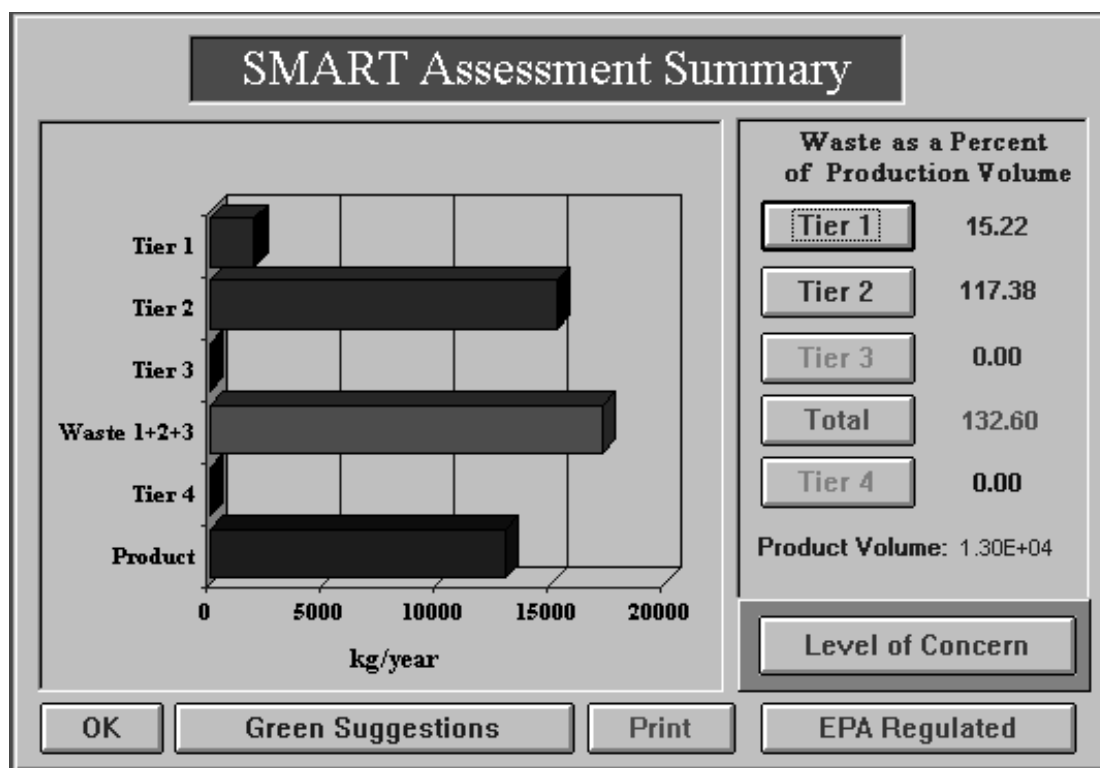 SMART Assessment Summary
Tier 1
Tier 2
Tier 3
Waste 1+2+3
Tier 4
Product
0 5000 10000 15000 20000
kg/year
Waste as a Percent
of Production Volume
Tier 1 15.22
Tier 2 117.38
Tier 3 0.00
Total 132.60
Tier 4 0.00
Product Volume: 1.30E+04
Level of Concern
OK Green Suggestions Print EPA Regulated